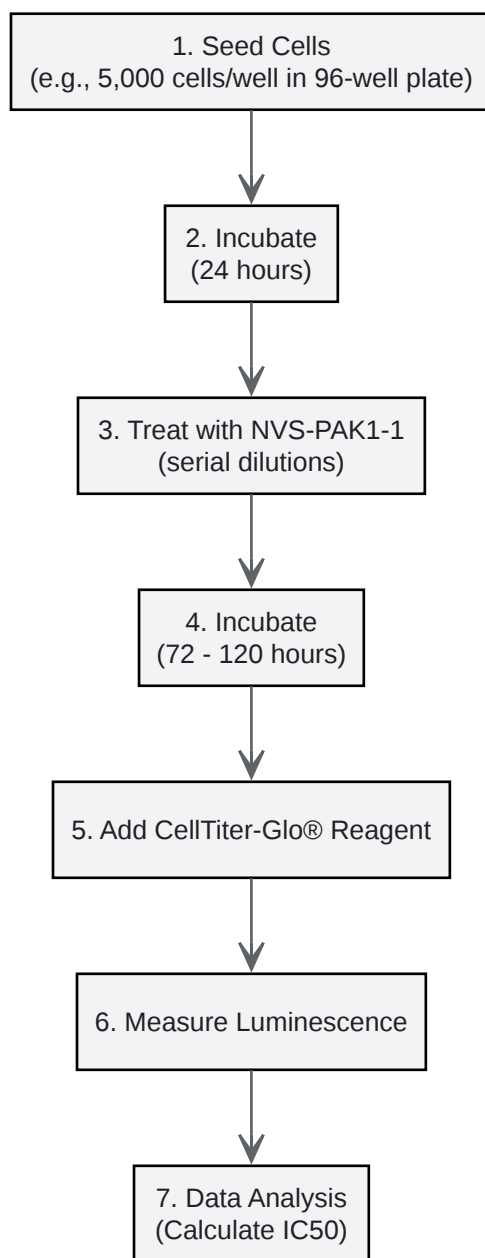 1. Seed Cells
(e.g., 5,000 cells/well in 96-well plate)
2. Incubate
(24 hours)
3. Treat with NVS-PAK1-1
(serial dilutions)
4. Incubate
(72 - 120 hours)
5. Add CellTiter-Glo® Reagent
6. Measure Luminescence
7. Data Analysis
(Calculate IC50)